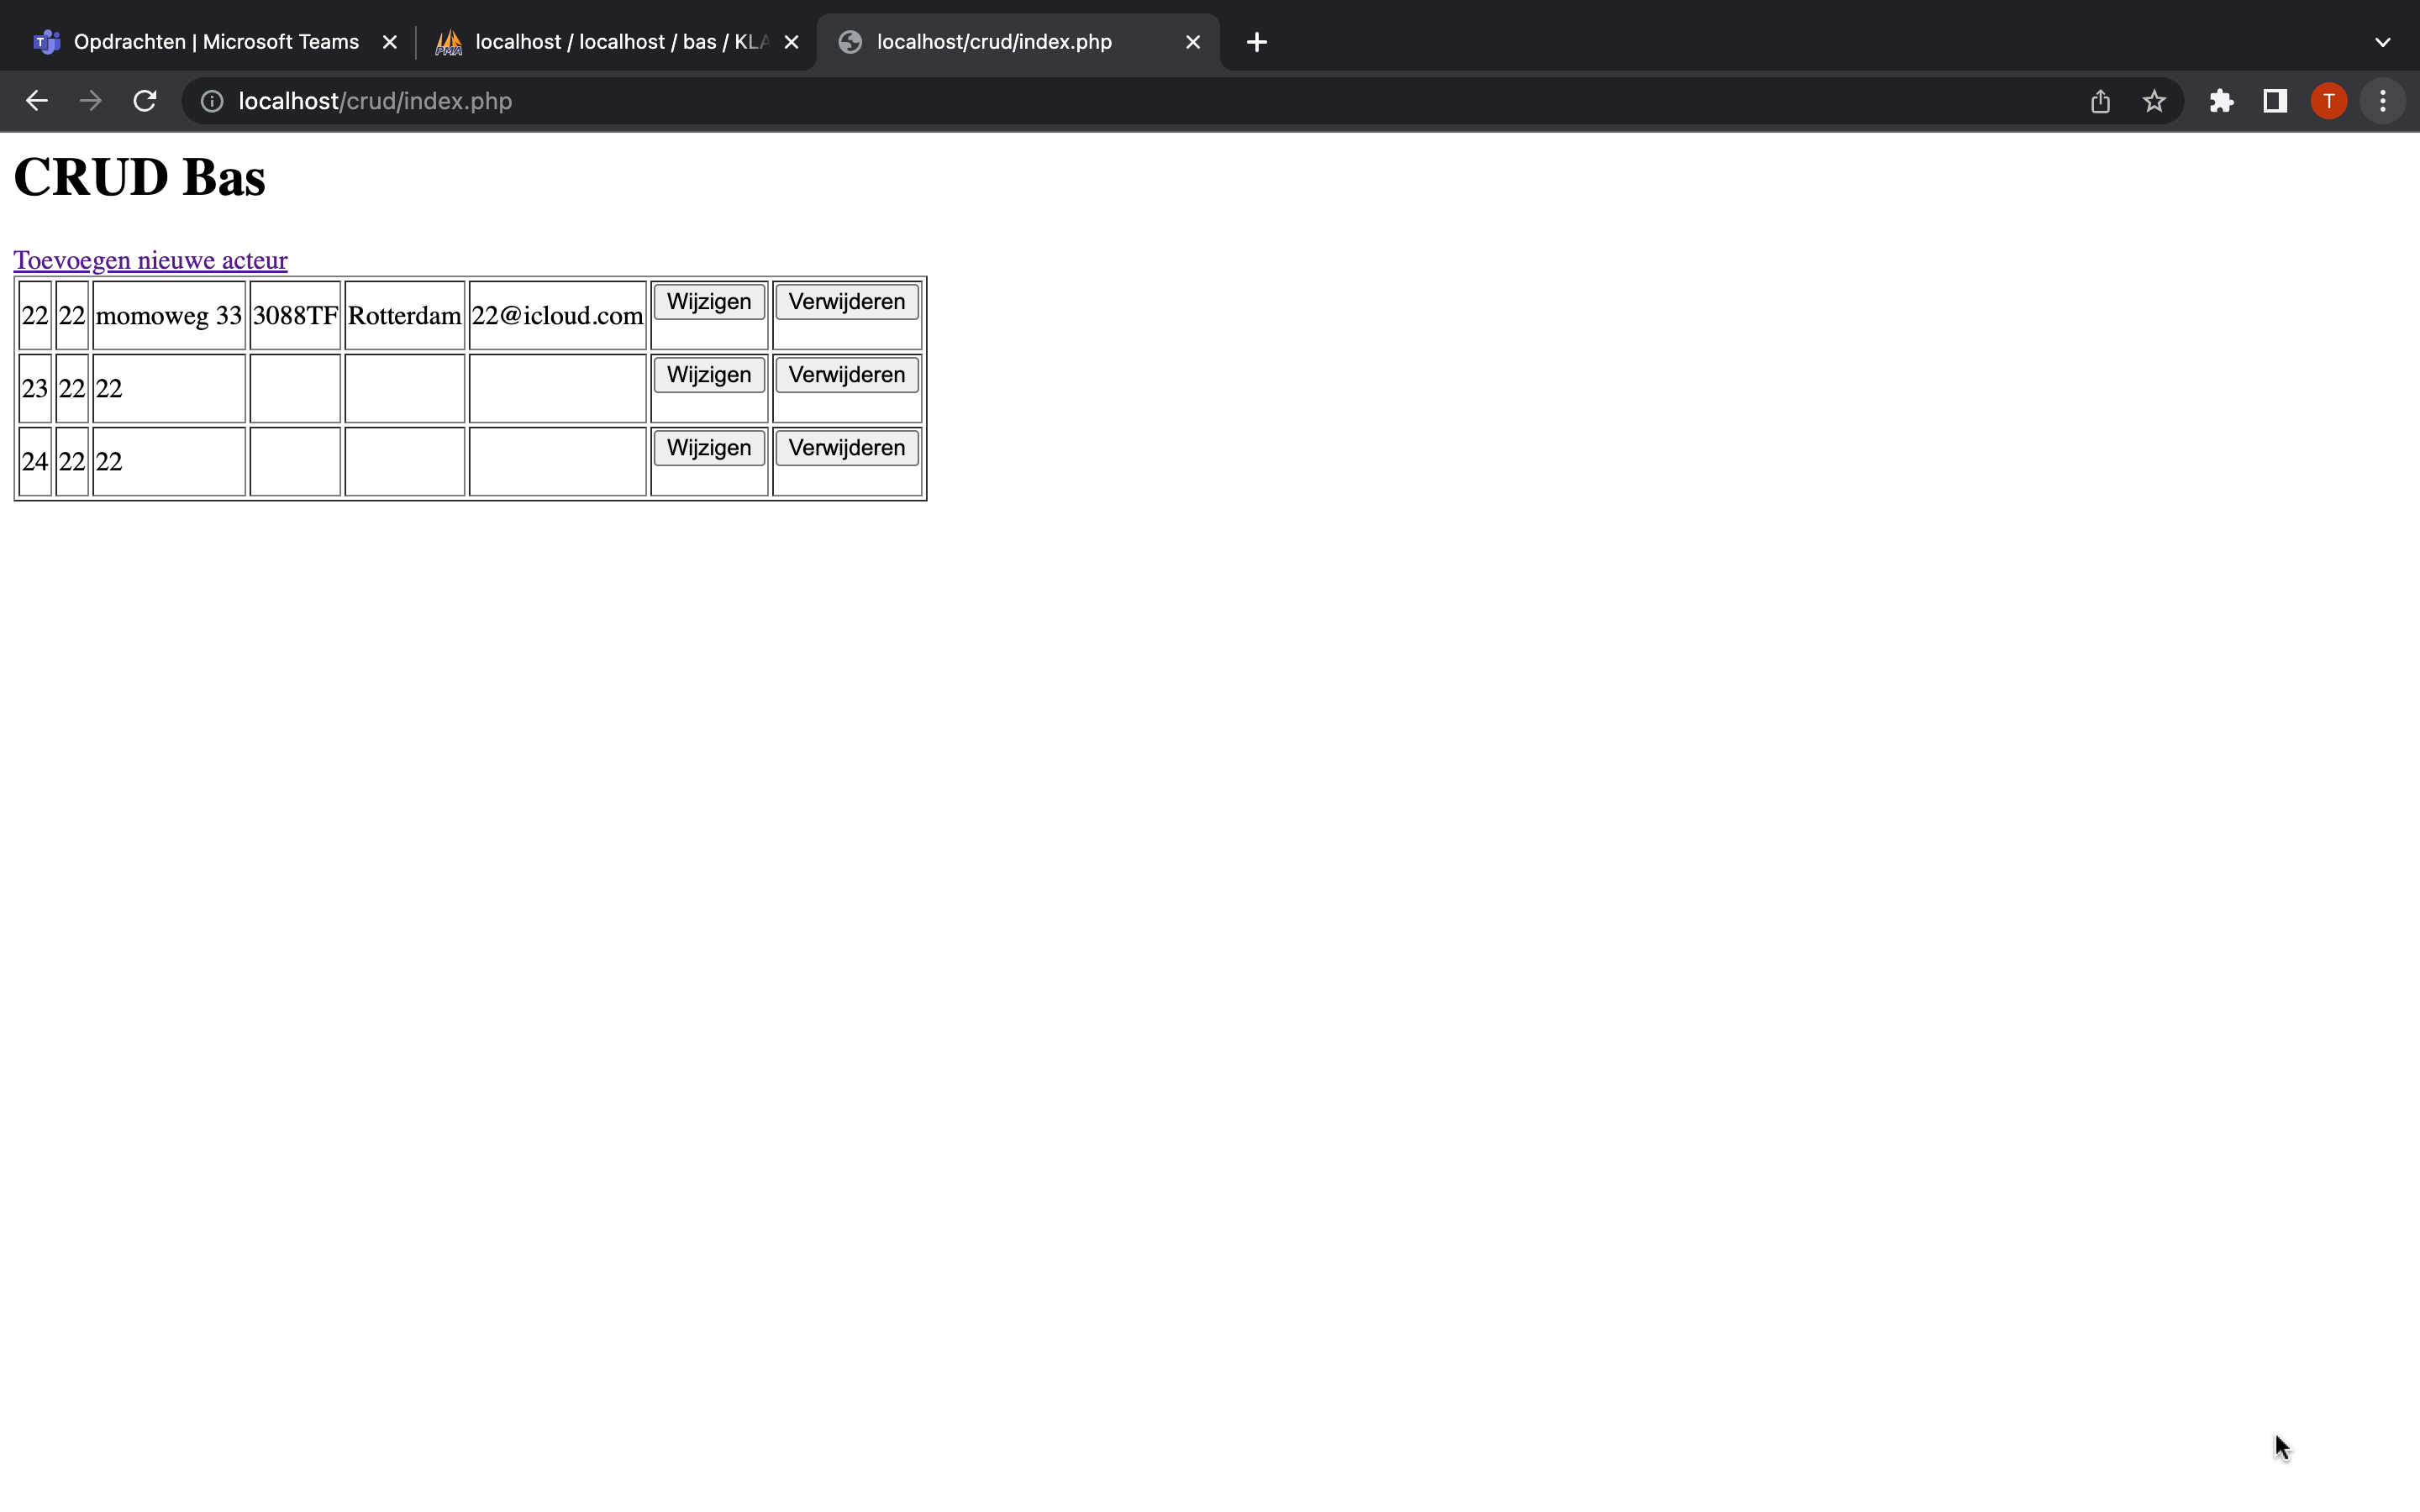 Opdrachten | Microsoft Teams
localhost / localhost / bas / KLA
localhost/crud/index.php
localhost/crud/index.php
T
CRUD Bas
Toevoegen nieuwe acteur
22 22 momoweg 33 3088TF Rotterdam 22@icloud.com Wijzigen Verwijderen
23 22 22 Wijzigen Verwijderen
24 22 22 Wijzigen Verwijderen